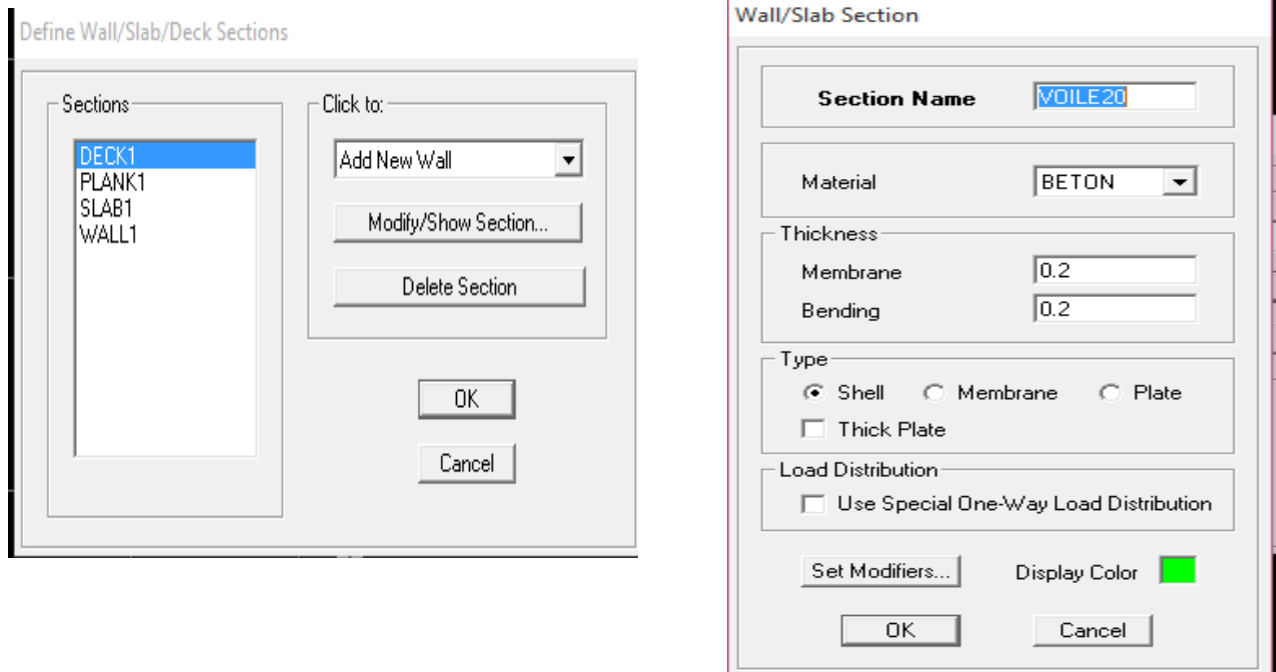 Define Wall/Slab/Deck Sections
Sections
DECK1
PLANK1
SLAB1
WALL1
Click to:
Add New Wall
Modify/Show Section...
Delete Section
OK
Cancel
Wall/Slab Section
Section Name VOILE20
Material BETON
Thickness
Membrane 0.2
Bending 0.2
Type
Shell Membrane Plate
Thick Plate
Load Distribution
Use Special One-Way Load Distribution
Set Modifiers... Display Color
OK Cancel